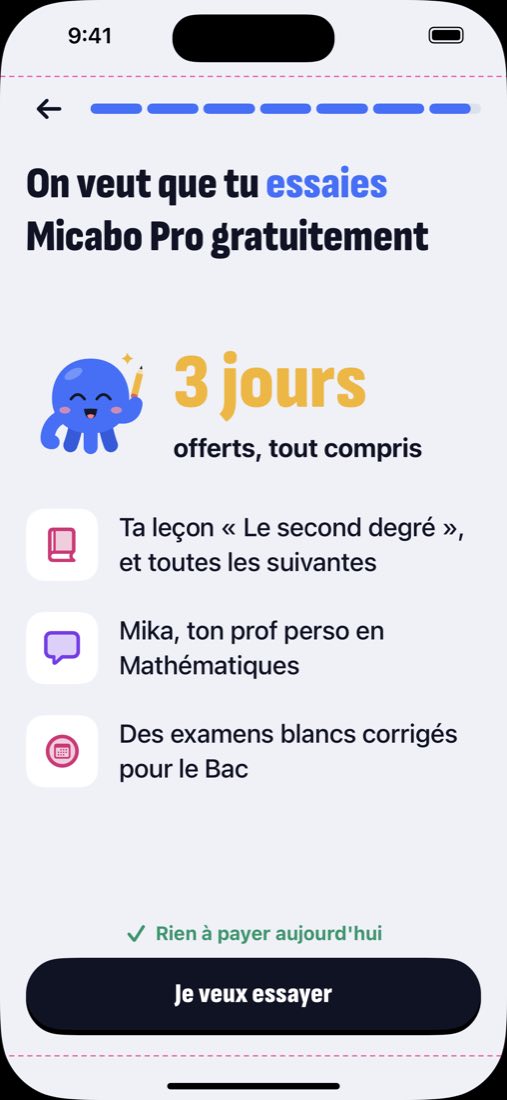 9:41
On veut que tu essaies
Micabo Pro gratuitement
3 jours
offerts, tout compris
Ta leçon « Le second degré »,
et toutes les suivantes
Mika, ton prof perso en
Mathématiques
Des examens blancs corrigés
pour le Bac
Rien à payer aujourd'hui
Je veux essayer